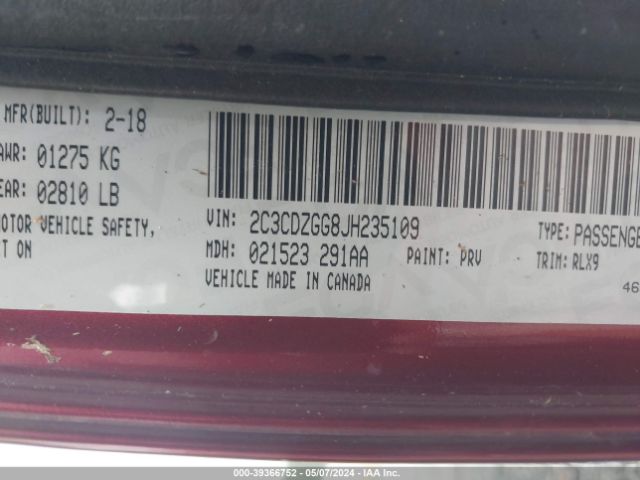 MFR(BUILT): 2-18
AWR: 01275 KG
EAR: 02810 LB
MOTOR VEHICLE SAFETY,
T ON
VIN: 2C3CDZGG8JH235109
TYPE: PASSENGE
MDH: 021523 291AA
PAINT: PRV
TRIM: RLX9
VEHICLE MADE IN CANADA
46
000-39366752 - 05/07/2024 - IAA Inc.